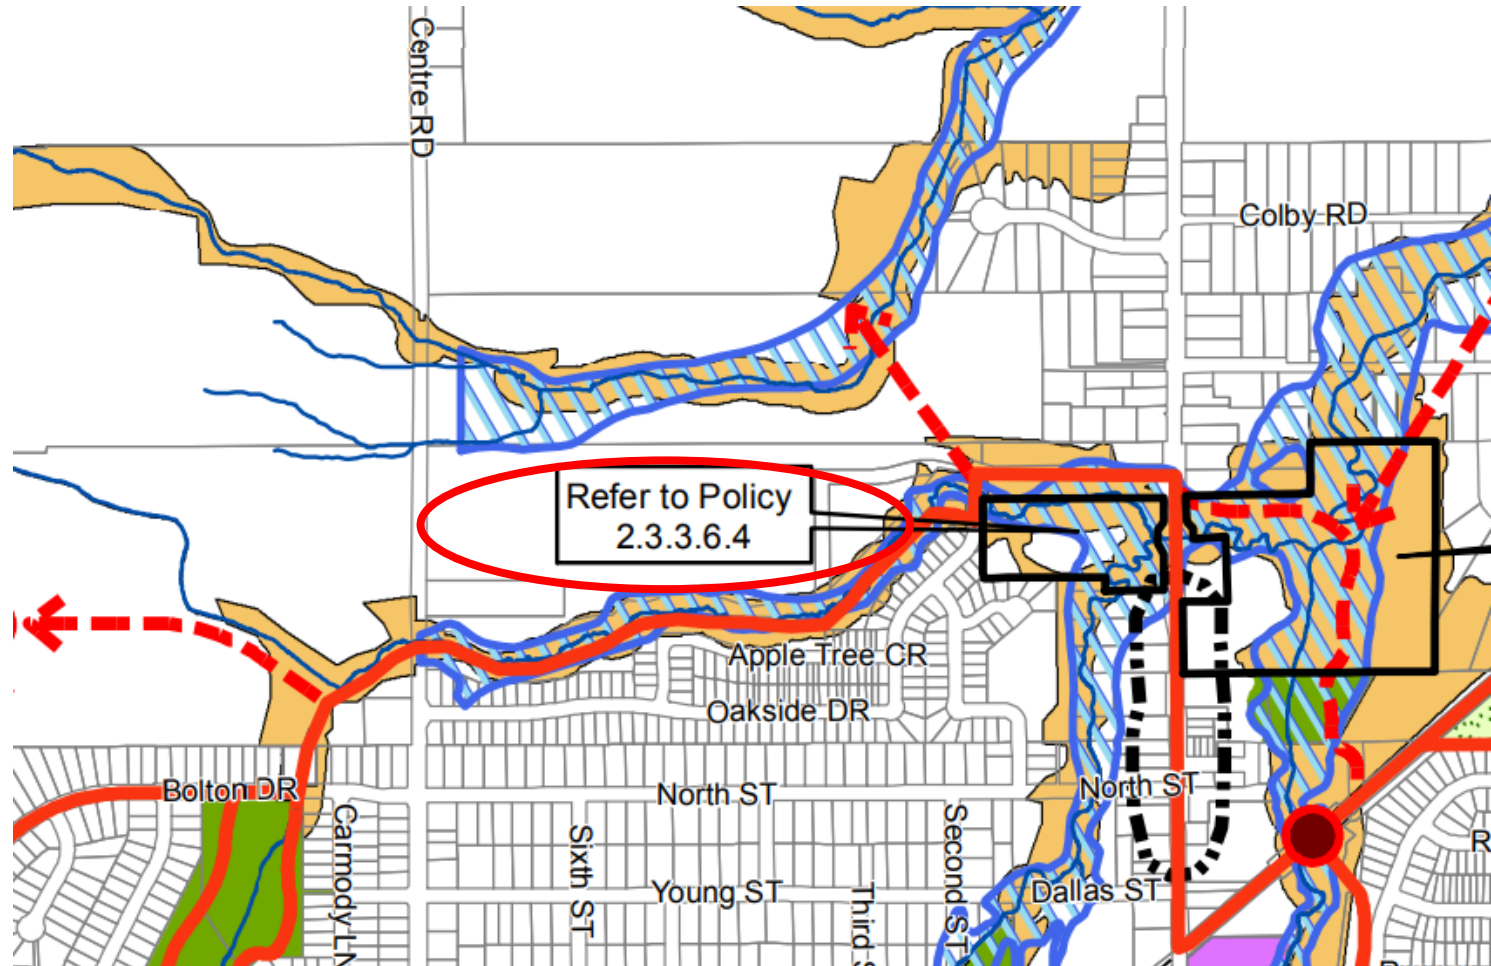 Centre RD
Colby RD
Refer to Policy
2.3.3.6.4
Apple Tree CR
Oakside DR
Bolton DR
North ST
North ST
Carmody LN
Sixth ST
Second ST
Young ST
Third S
Dallas ST
R